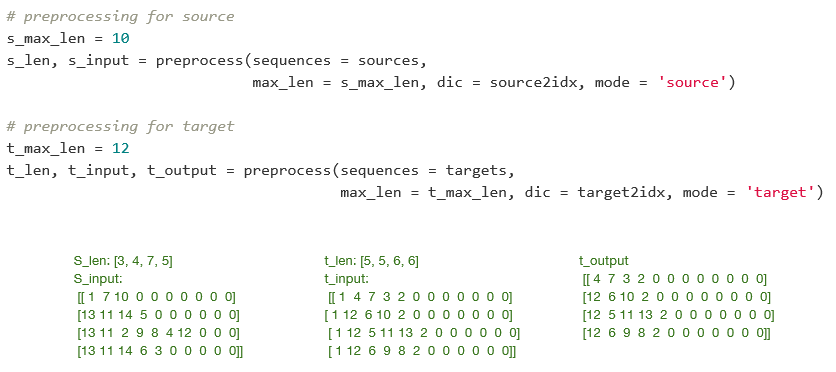 # preprocessing for source
s_max_len = 10
s_len, s_input = preprocess(sequences = sources,
max_len = s_max_len, dic = source2idx, mode = 'source')
# preprocessing for target
t_max_len = 12
t_len, t_input, t_output = preprocess(sequences = targets,
max_len = t_max_len, dic = target2idx, mode = 'target')
S_len: [3, 4, 7, 5]
S_input:
[[ 1 7 10 0 0 0 0 0 0 0]
[13 11 14 5 0 0 0 0 0 0]
[13 11 2 9 8 4 12 0 0 0]
[13 11 14 6 3 0 0 0 0 0]]
t_len: [5, 5, 6, 6]
t_input:
[[ 1 4 7 3 2 0 0 0 0 0 0 0]
[ 1 12 6 10 2 0 0 0 0 0 0 0]
[ 1 12 5 11 13 2 0 0 0 0 0 0]
[ 1 12 6 9 8 2 0 0 0 0 0 0]]
t_output
[[ 4 7 3 2 0 0 0 0 0 0 0 0]
[12 6 10 2 0 0 0 0 0 0 0 0]
[12 5 11 13 2 0 0 0 0 0 0 0]
[12 6 9 8 2 0 0 0 0 0 0 0]]